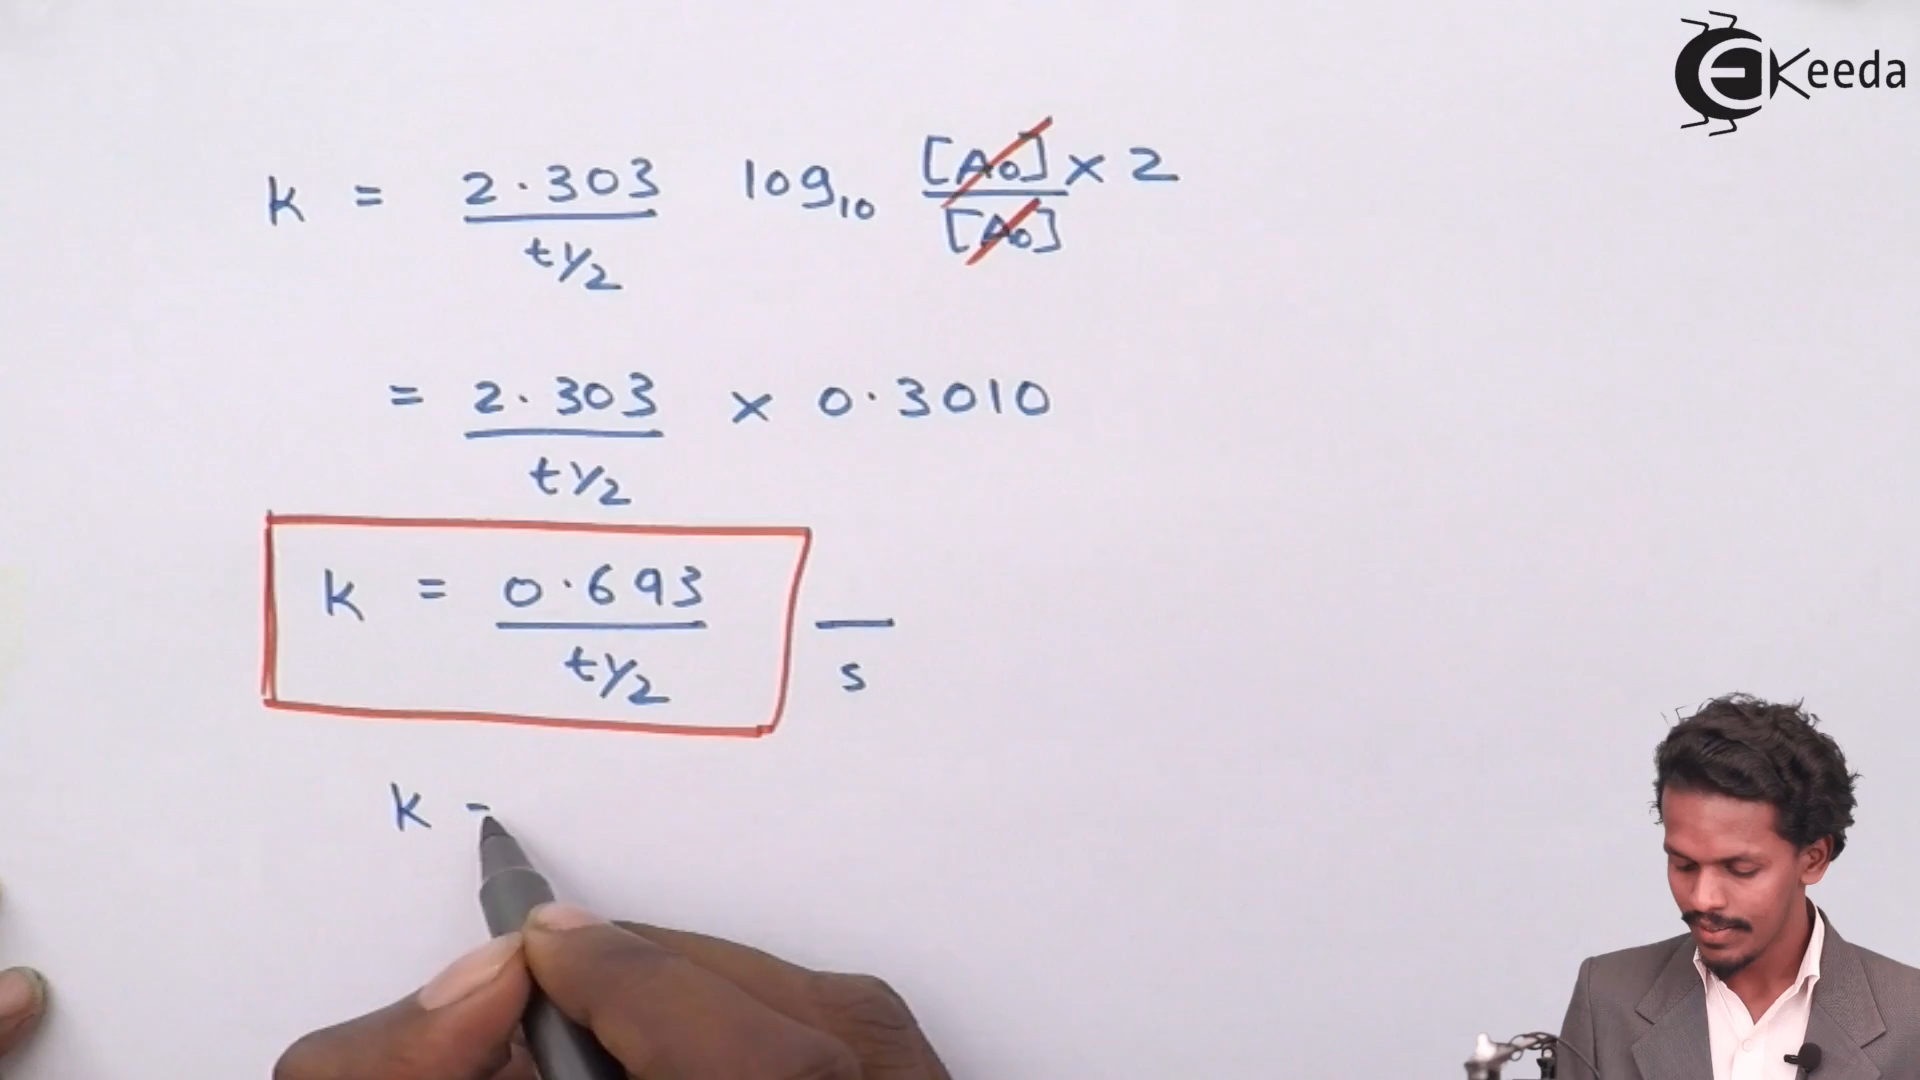 Keeda
k = 2.303 / t1/2 log10 [A0] × 2 / [A0]
= 2.303 / t1/2 × 0.3010
k = 0.693 / t1/2 — s
k =